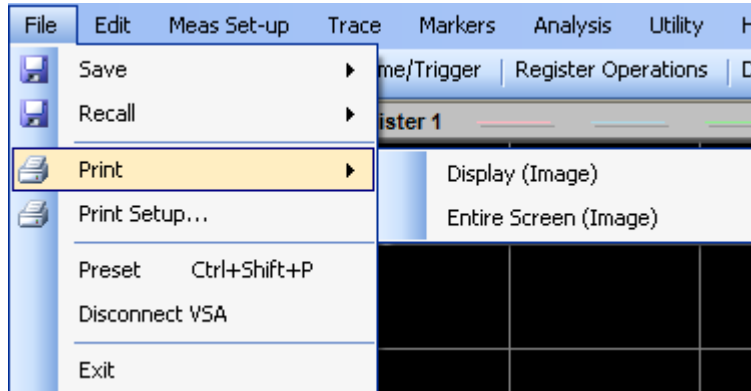 File Edit Meas Set-up Trace Markers Analysis Utility
Save me/Trigger Register Operations
Recall ister 1
Print Display (Image)
Print Setup... Entire Screen (Image)
Preset Ctrl+Shift+P
Disconnect VSA
Exit